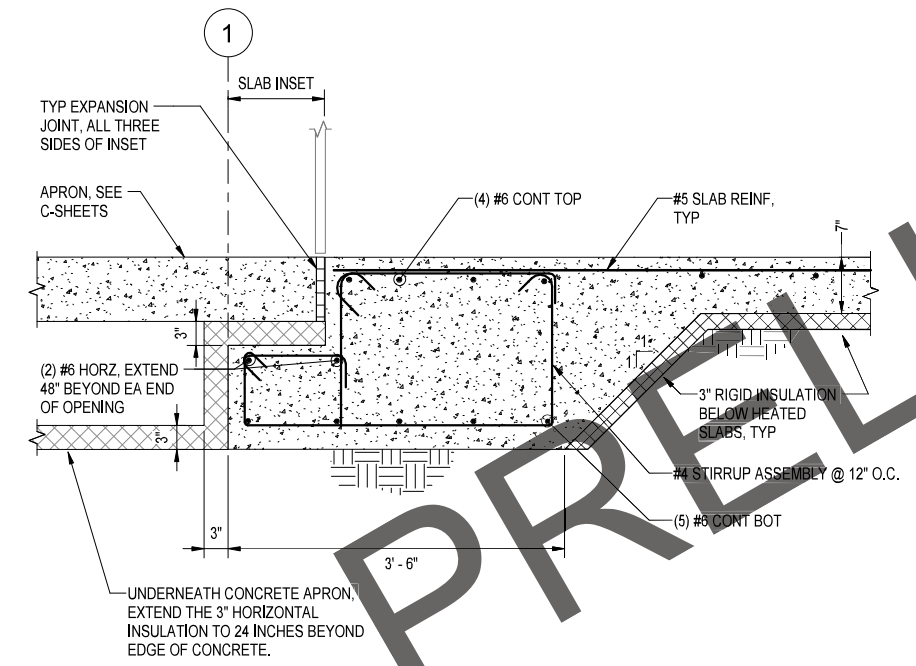 1
SLAB INSET
TYP EXPANSION
JOINT, ALL THREE
SIDES OF INSET
APRON, SEE
C-SHEETS
(4) #6 CONT TOP
#5 SLAB REINF,
TYP
7"
3"
(2) #6 HORZ, EXTEND
48" BEYOND EA END
OF OPENING
3"
1
1
3" RIGID INSULATION
BELOW HEATED
SLABS, TYP
#4 STIRRUP ASSEMBLY @ 12" O.C.
(5) #6 CONT BOT
3"
3' - 6"
UNDERNEATH CONCRETE APRON,
EXTEND THE 3" HORIZONTAL
INSULATION TO 24 INCHES BEYOND
EDGE OF CONCRETE.
PREL